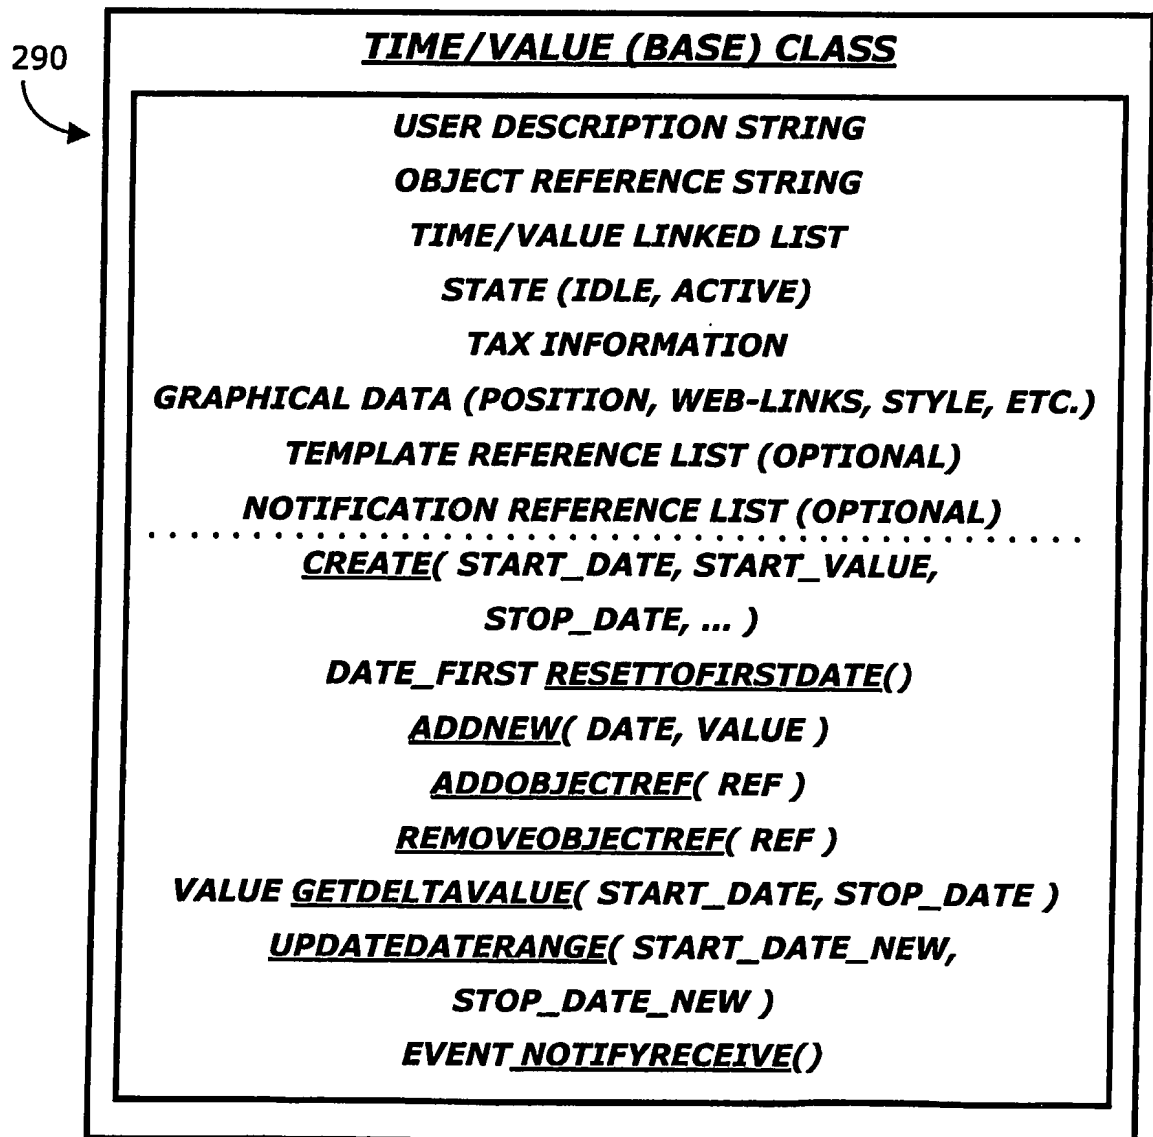 290
TIME/VALUE (BASE) CLASS
USER DESCRIPTION STRING
OBJECT REFERENCE STRING
TIME/VALUE LINKED LIST
STATE (IDLE, ACTIVE)
TAX INFORMATION
GRAPHICAL DATA (POSITION, WEB-LINKS, STYLE, ETC.)
TEMPLATE REFERENCE LIST (OPTIONAL)
NOTIFICATION REFERENCE LIST (OPTIONAL)
CREATE( START_DATE, START_VALUE,
STOP_DATE, ... )
DATE_FIRST RESETTOFIRSTDATE()
ADDNEW( DATE, VALUE )
ADDOBJECTREF( REF )
REMOVEOBJECTREF( REF )
VALUE GETDELTAVALUE( START_DATE, STOP_DATE )
UPDATEDATERANGE( START_DATE_NEW,
STOP_DATE_NEW )
EVENT NOTIFYRECEIVE()